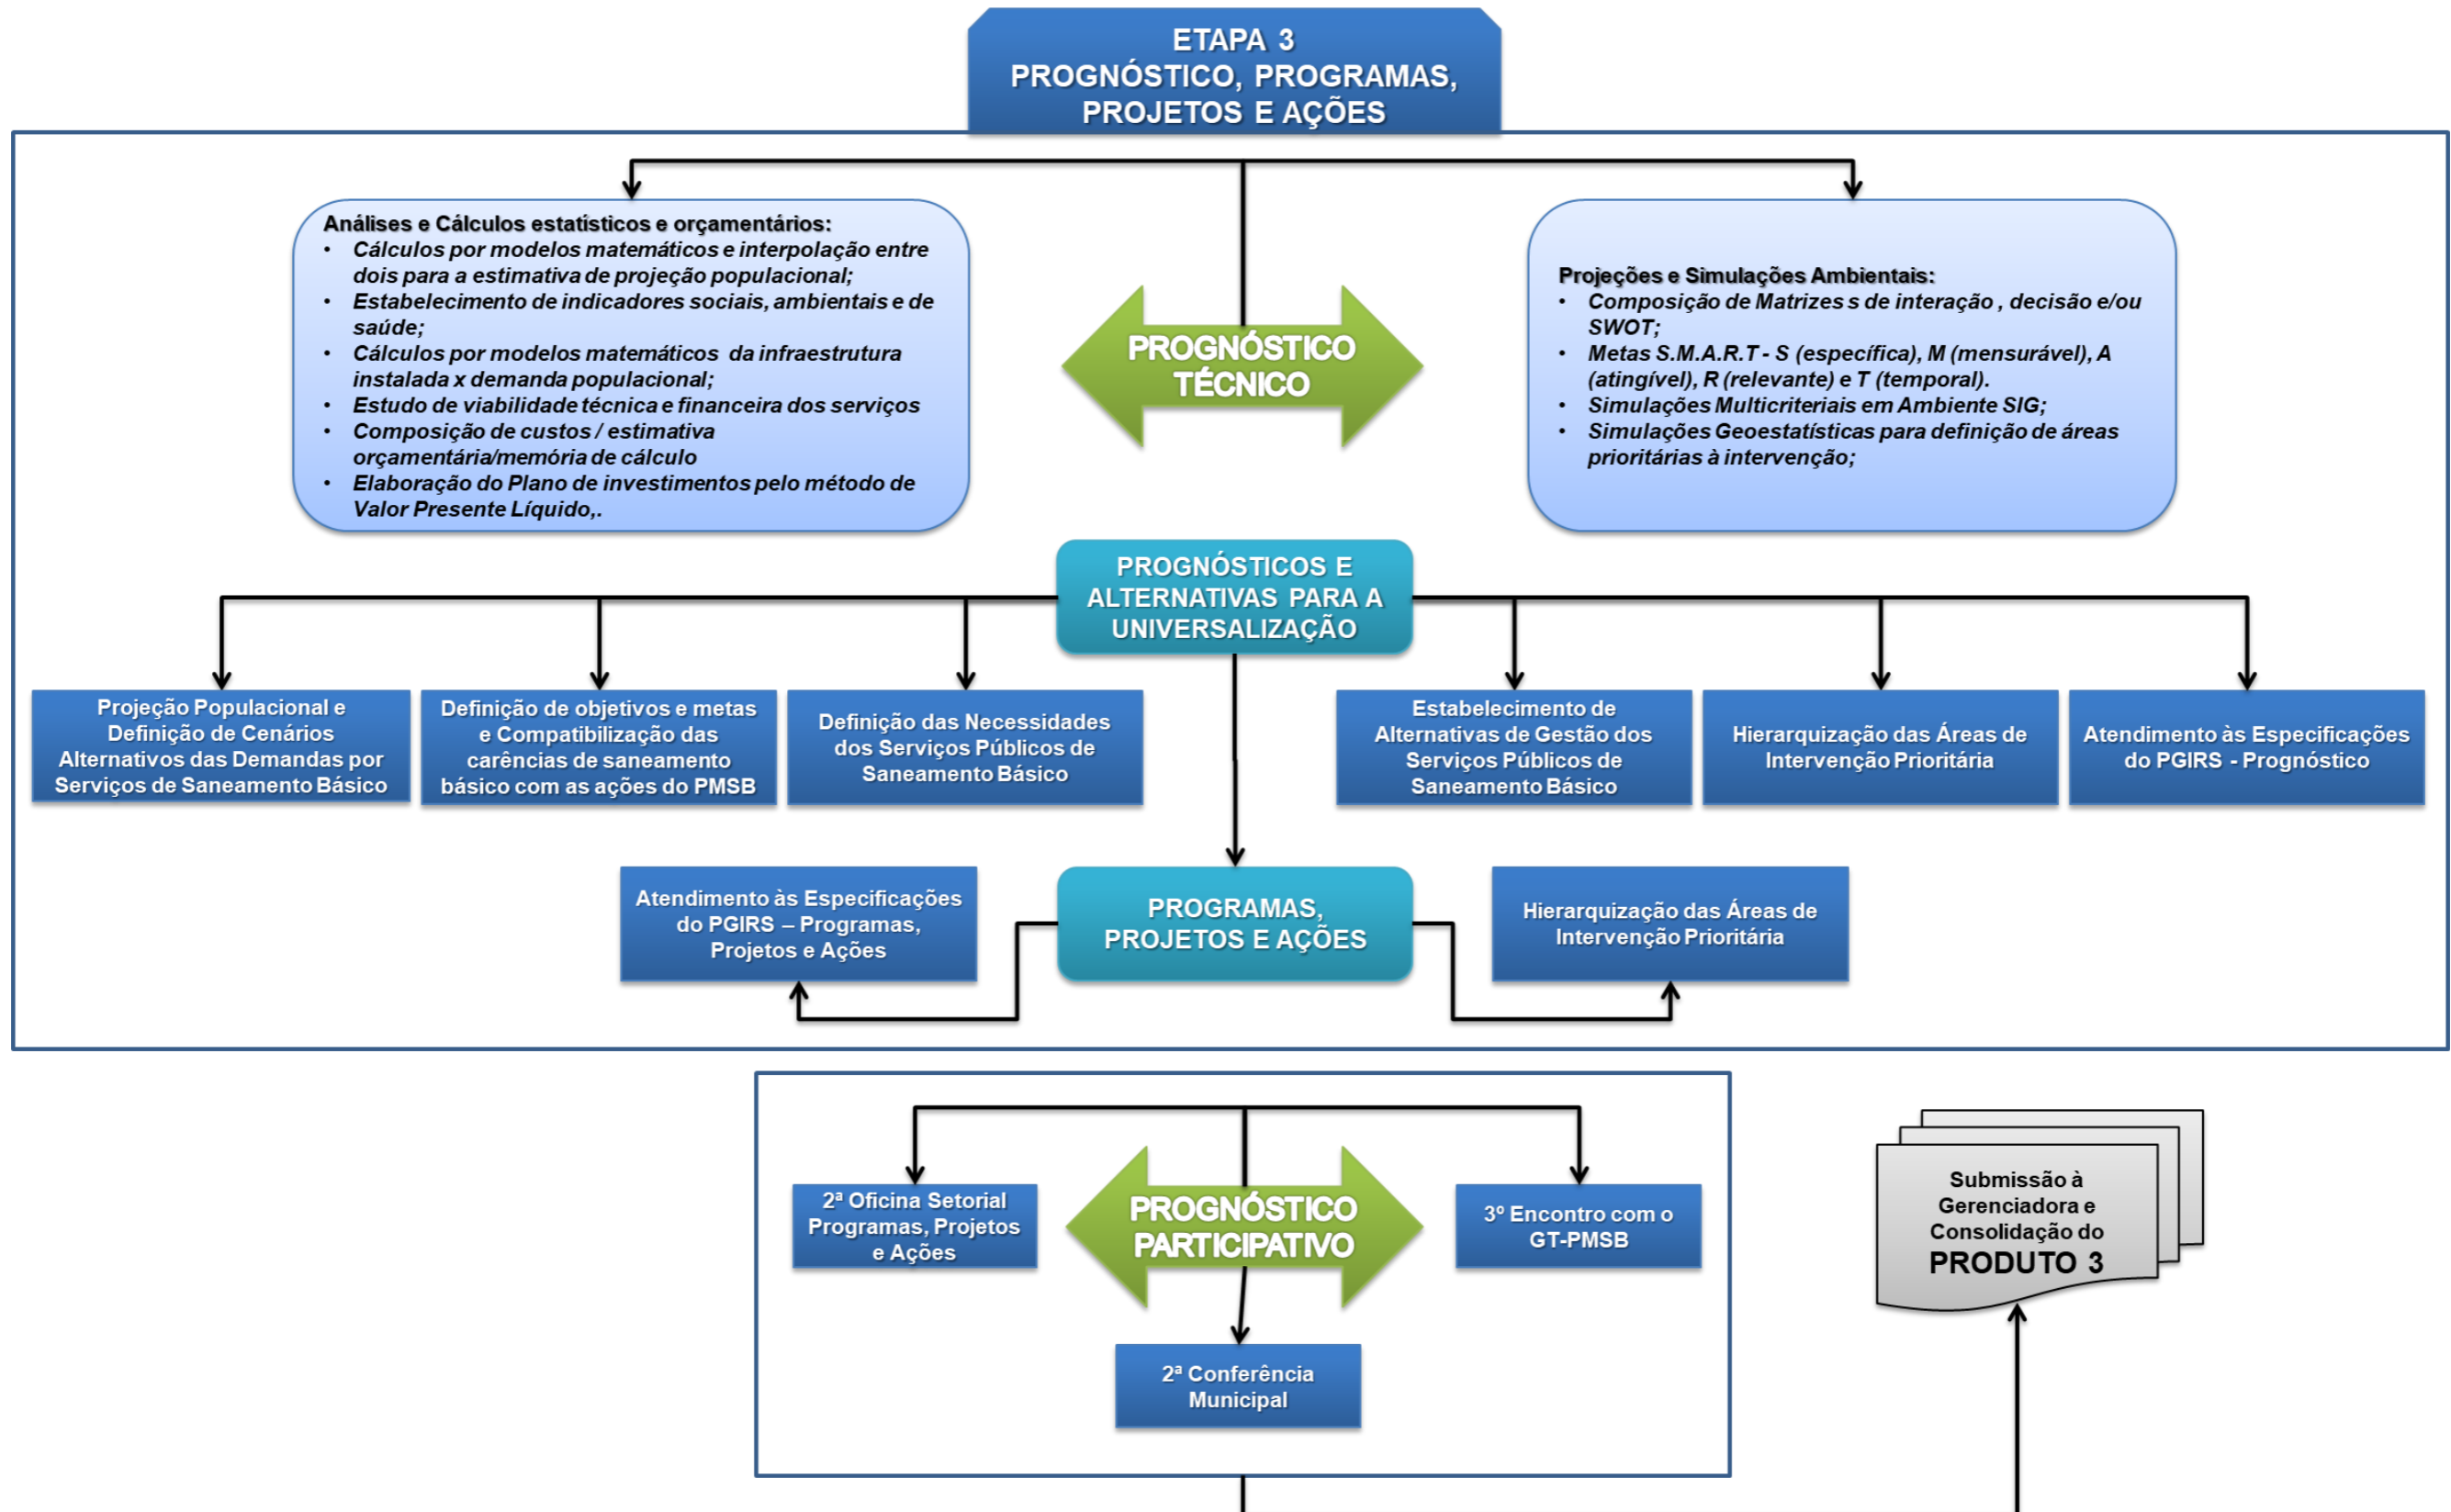 ETAPA 3
PROGNÓSTICO, PROGRAMAS,
PROJETOS E AÇÕES
Análises e Cálculos estatísticos e orçamentários:
• Cálculos por modelos matemáticos e interpolação entre
dois para a estimativa de projeção populacional;
• Estabelecimento de indicadores sociais, ambientais e de
saúde;
• Cálculos por modelos matemáticos da infraestrutura
instalada x demanda populacional;
• Estudo de viabilidade técnica e financeira dos serviços
• Composição de custos / estimativa
orçamentária/memória de cálculo
• Elaboração do Plano de investimentos pelo método de
Valor Presente Líquido,.
PROGNÓSTICO
TÉCNICO
Projeções e Simulações Ambientais:
• Composição de Matrizes s de interação , decisão e/ou
SWOT;
• Metas S.M.A.R.T - S (específica), M (mensurável), A
(atingível), R (relevante) e T (temporal).
• Simulações Multicriteriais em Ambiente SIG;
• Simulações Geoestatísticas para definição de áreas
prioritárias à intervenção;
PROGNÓSTICOS E
ALTERNATIVAS PARA A
UNIVERSALIZAÇÃO
Projeção Populacional e
Definição de Cenários
Alternativos das Demandas por
Serviços de Saneamento Básico
Definição de objetivos e metas
e Compatibilização das
carências de saneamento
básico com as ações do PMSB
Definição das Necessidades
dos Serviços Públicos de
Saneamento Básico
Estabelecimento de
Alternativas de Gestão dos
Serviços Públicos de
Saneamento Básico
Hierarquização das Áreas de
Intervenção Prioritária
Atendimento às Especificações
do PGIRS - Prognóstico
Atendimento às Especificações
do PGIRS – Programas,
Projetos e Ações
PROGRAMAS,
PROJETOS E AÇÕES
Hierarquização das Áreas de
Intervenção Prioritária
2ª Oficina Setorial
Programas, Projetos
e Ações
PROGNÓSTICO
PARTICIPATIVO
3º Encontro com o
GT-PMSB
2ª Conferência
Municipal
Submissão à
Gerenciadora e
Consolidação do
PRODUTO 3